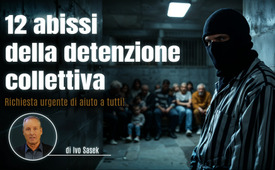 12 abissi
della detenzione
collettiva
Richiesta urgente di aiuto a tutti!
di Ivo Sasek